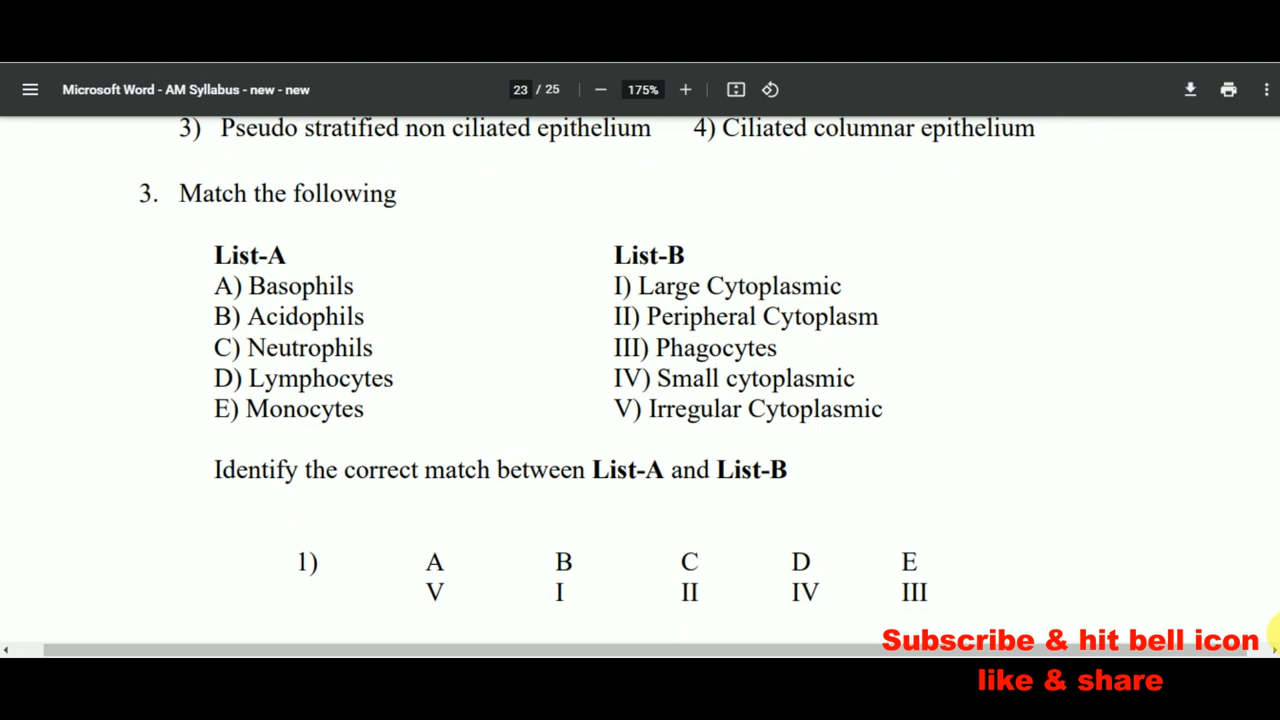 Microsoft Word - AM Syllabus - new - new 23 / 25 175%
3) Pseudo stratified non ciliated epithelium 4) Ciliated columnar epithelium
3. Match the following
List-A List-B
A) Basophils I) Large Cytoplasmic
B) Acidophils II) Peripheral Cytoplasm
C) Neutrophils III) Phagocytes
D) Lymphocytes IV) Small cytoplasmic
E) Monocytes V) Irregular Cytoplasmic
Identify the correct match between List-A and List-B
1) A B C D E
V I II IV III
Subscribe & hit bell icon
like & share